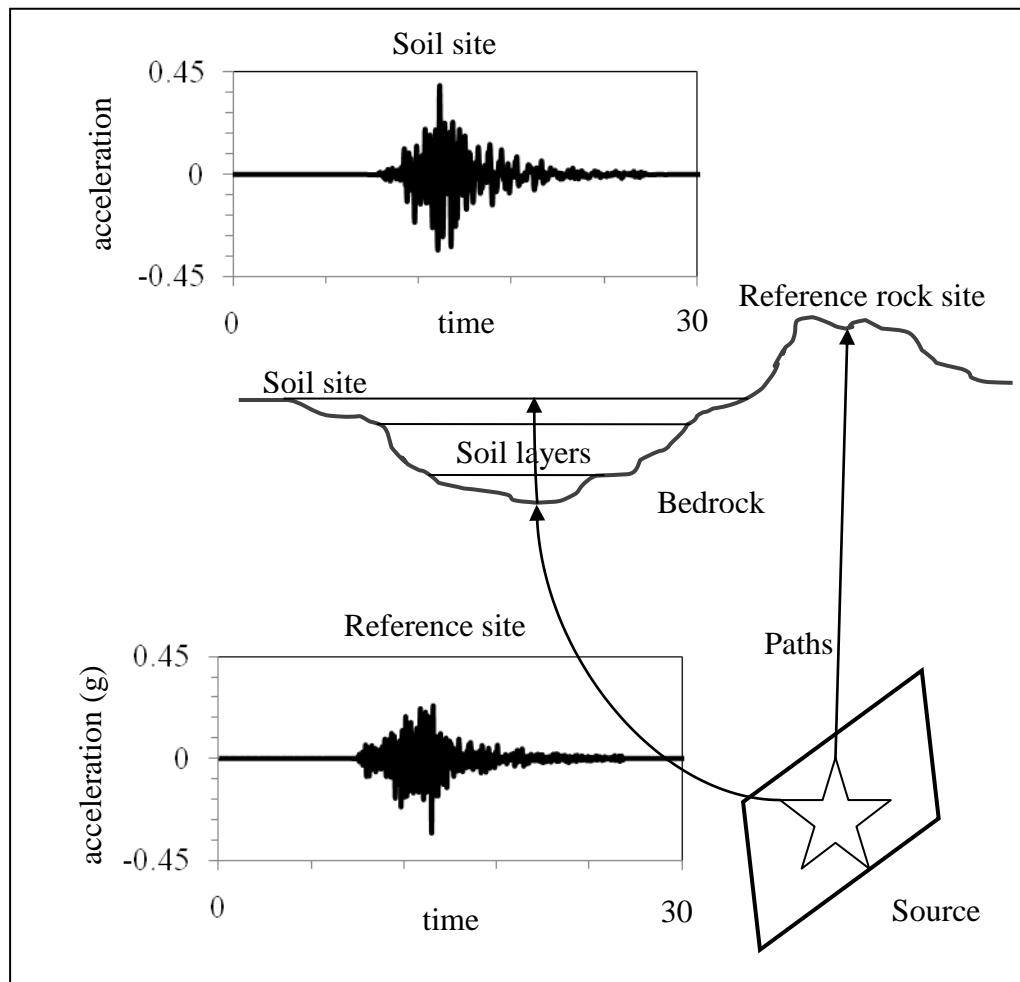 Soil site
0.45
acceleration
0
-0.45
0
time
30
Reference rock site
Soil site
Soil layers
Bedrock
Reference site
Paths
0.45
acceleration (g)
0
-0.45
0
time
30
Source